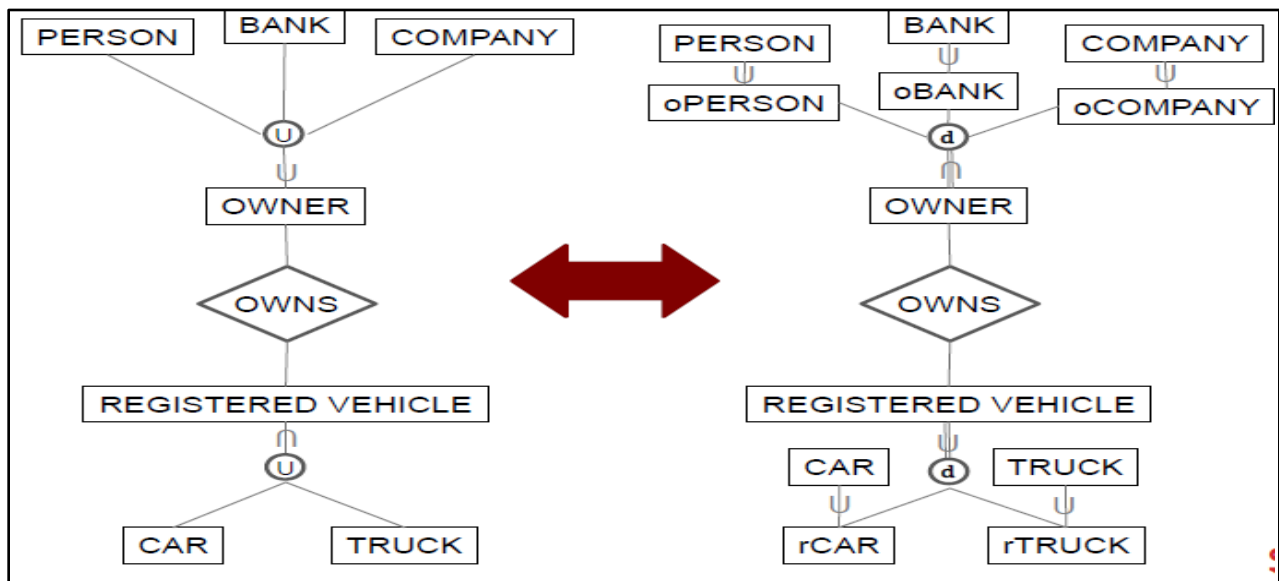 PERSON
BANK
COMPANY
U
U
OWNER
OWNS
REGISTERED VEHICLE
∩
U
CAR
TRUCK
PERSON
BANK
COMPANY
U
U
U
oPERSON
oBANK
oCOMPANY
d
∩
OWNER
OWNS
REGISTERED VEHICLE
U
CAR
d
TRUCK
U
U
rCAR
rTRUCK